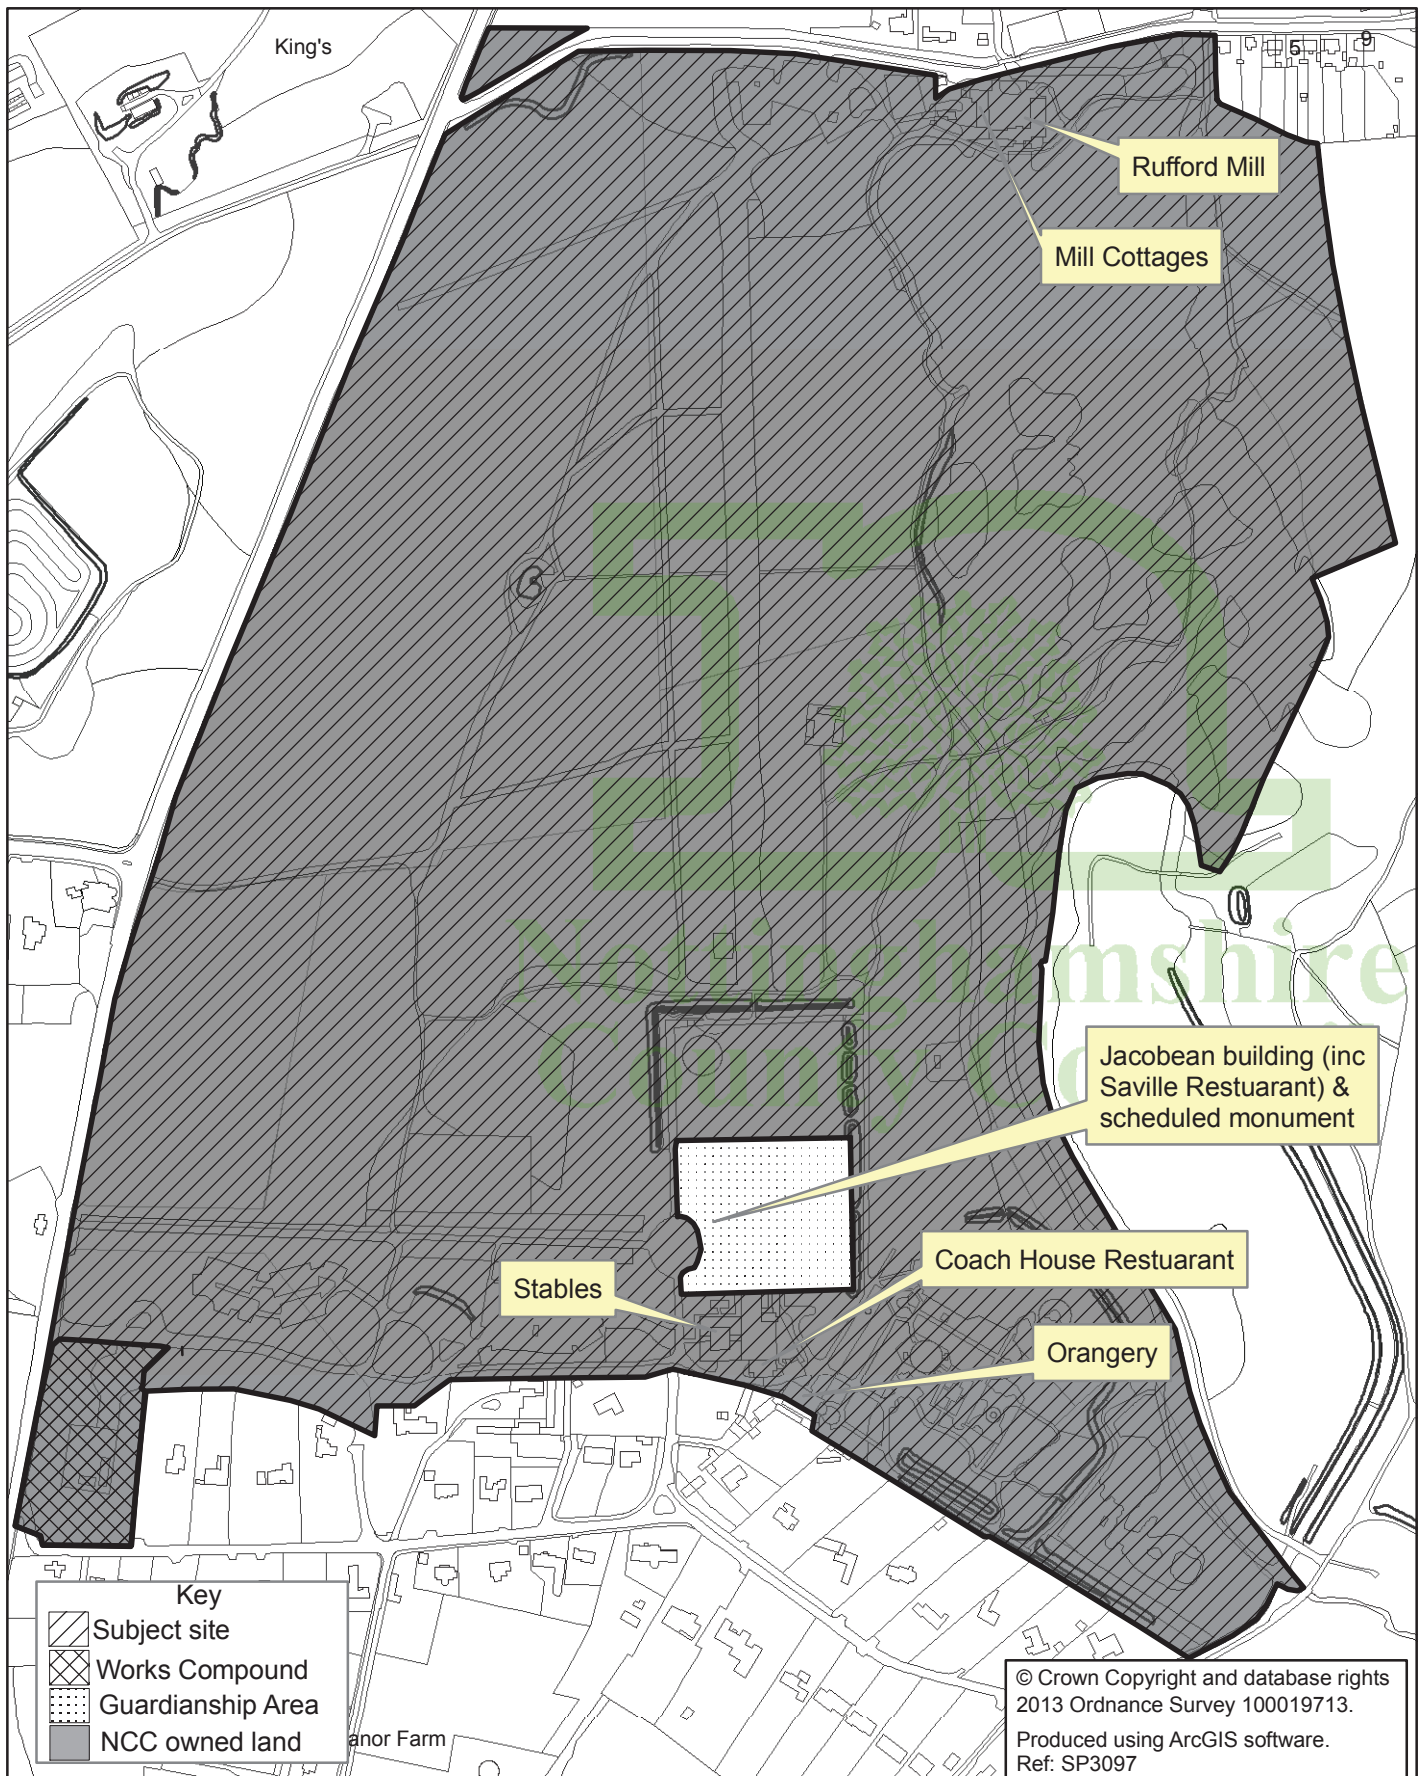 King's
5
9
Rufford Mill
Mill Cottages
Nottinghamshire
County Co
Jacobean building (inc
Saville Restuarant) &
scheduled monument
Coach House Restuarant
Stables
Orangery
Key
Subject site
Works Compound
Guardianship Area
NCC owned land
anor Farm
© Crown Copyright and database rights
2013 Ordnance Survey 100019713.
Produced using ArcGIS software.
Ref: SP3097